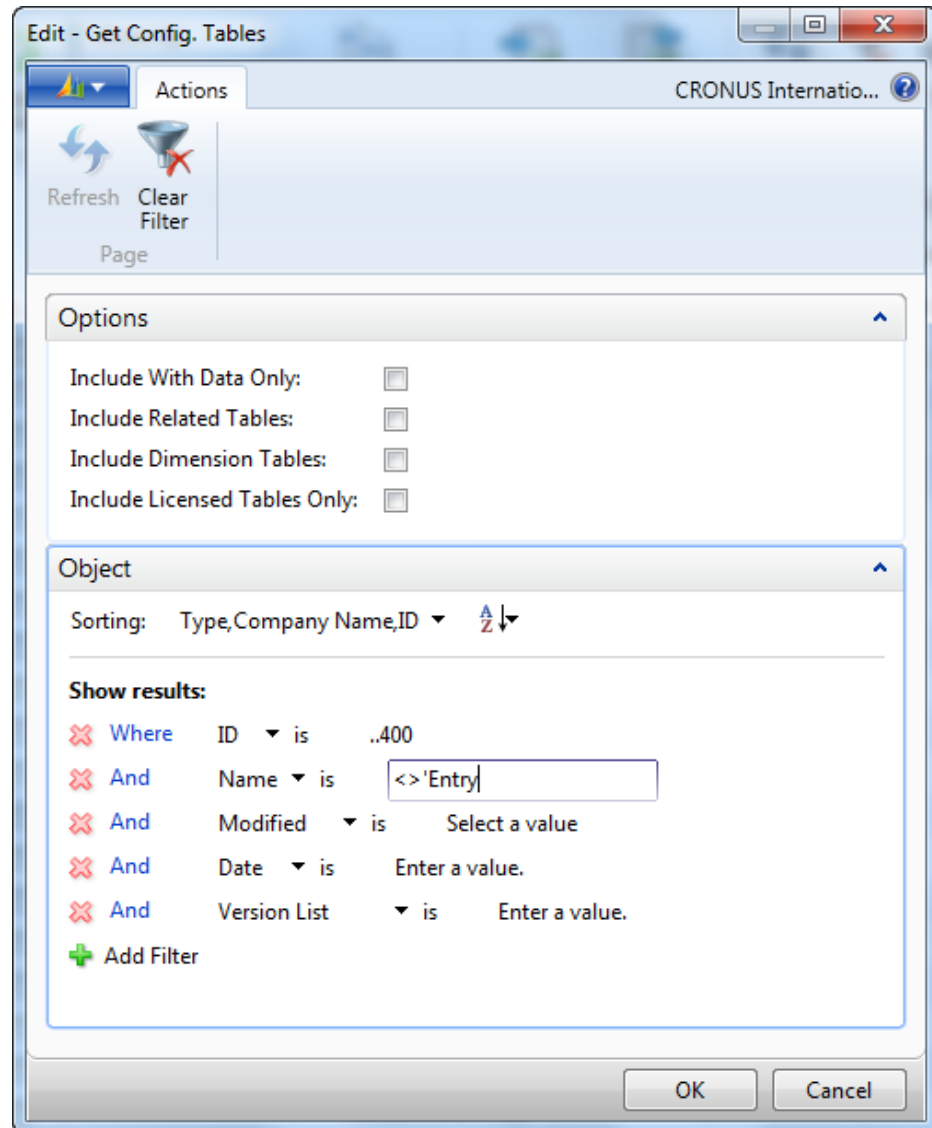 Edit - Get Config. Tables
Actions
CRONUS Internatio...
Refresh
Clear Filter
Page
Options
Include With Data Only:
Include Related Tables:
Include Dimension Tables:
Include Licensed Tables Only:
Object
Sorting: Type,Company Name,ID
Show results:
Where ID is ..400
And Name is <>'Entry
And Modified is Select a value
And Date is Enter a value.
And Version List is Enter a value.
Add Filter
OK Cancel